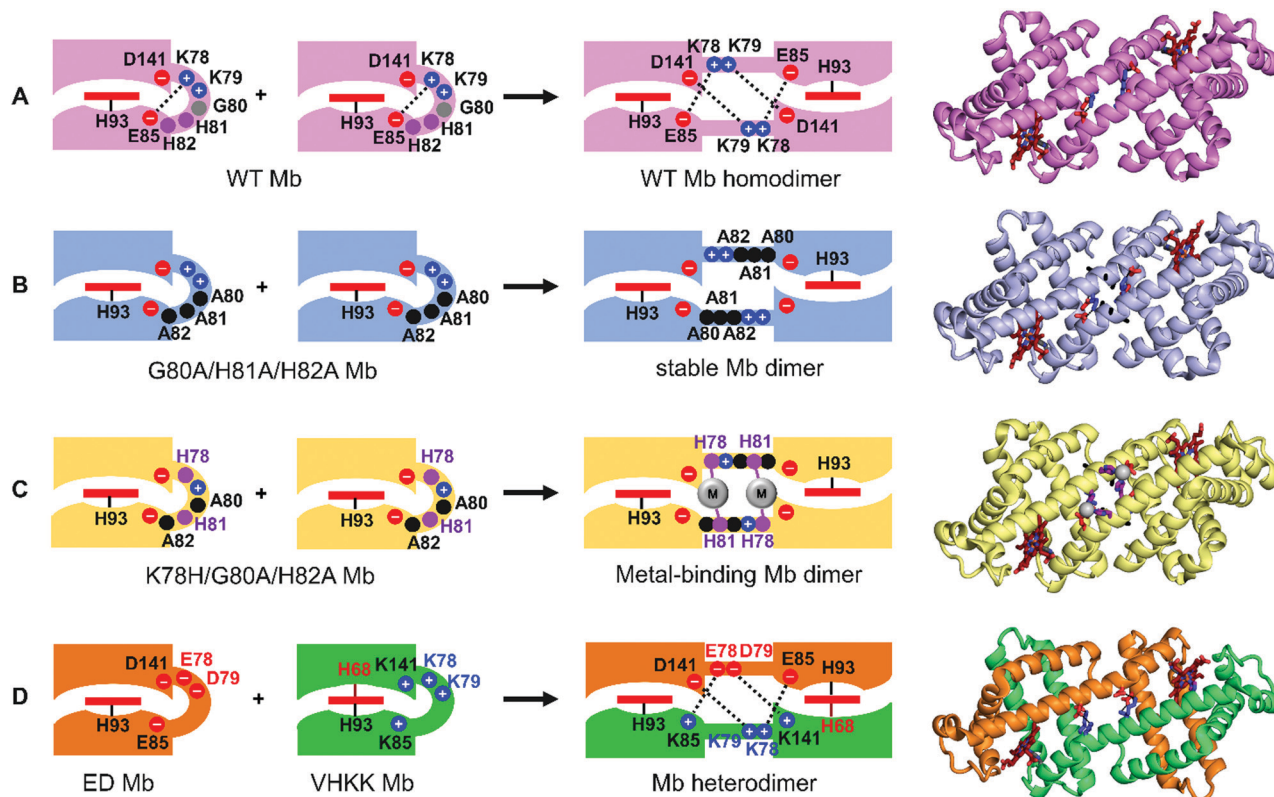 A
D141
K78
K79
G80
H81
H82
E85
H93
−
+
+
−
+
D141
K78
K79
G80
H81
H82
E85
H93
−
+
+
−
K78 K79
E85
D141
H93
−
+ +
−
H93
E85
D141
−
+ +
−
K79 K78
WT Mb
WT Mb homodimer
B
−
+
+
−
H93
A80
A81
A82
+
−
+
+
−
H93
A80
A81
A82
A82 A80
A81
H93
+ +
−
−
H93
A81
A80 A82
−
+ +
−
G80A/H81A/H82A Mb
stable Mb dimer
C
H78
−
+
A80
−
H93
H81
A82
+
H78
−
+
A80
−
H93
H81
A82
H78 H81
H93
−
+
−
M
M
H93
−
+
−
H81 H78
K78H/G80A/H82A Mb
Metal-binding Mb dimer
D
D141
E78
D79
−
−
−
H93
−
E85
+
H68
K141
K78
K79
+
+
+
H93
+
K85
E78 D79
D141
E85
H93
−
− −
−
H93
H68
+
+ +
+
K85
K79 K78
K141
ED Mb
VHKK Mb
Mb heterodimer